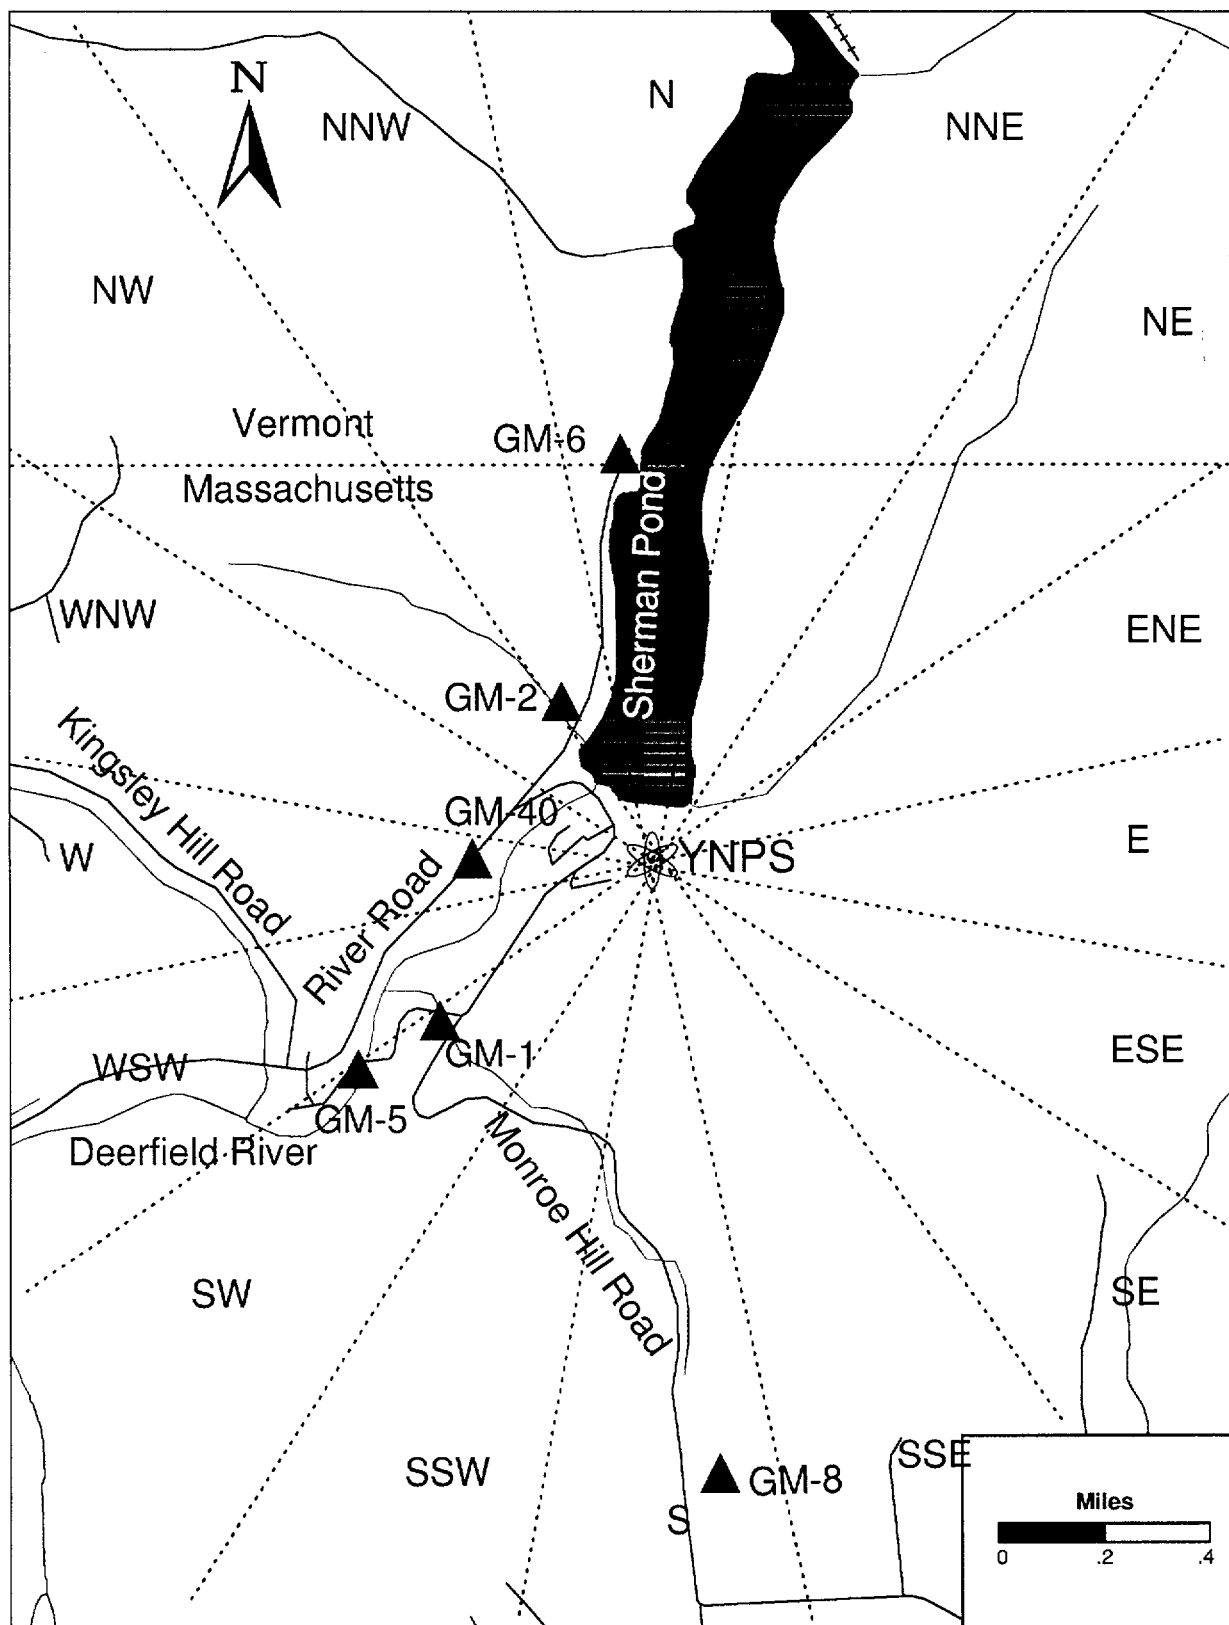 N
N
NNW
NNE
NW
NE
Vermont
GM-6
Massachusetts
Sherman Pond
WNW
ENE
GM-2
Kingsley Hill Road
GM-40
W
YNPS
E
River Road
WSW
GM-1
ESE
GM-5
Deerfield River
Monroe Hill Road
SW
SE
SSW
SSE
GM-8
S
Miles
0 .2 .4